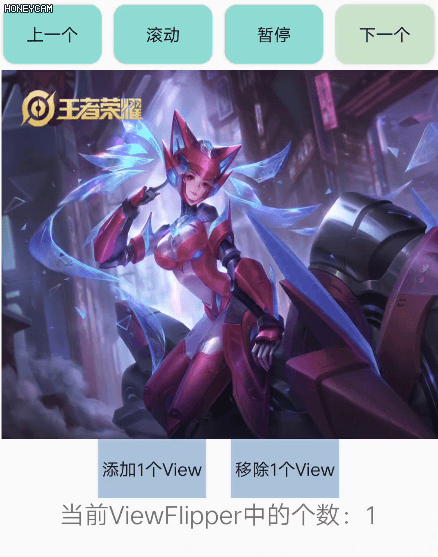 HONEYCAM
上一个
滚动
暂停
下一个
王者荣耀
添加1个View
移除1个View
当前ViewFlipper中的个数：1